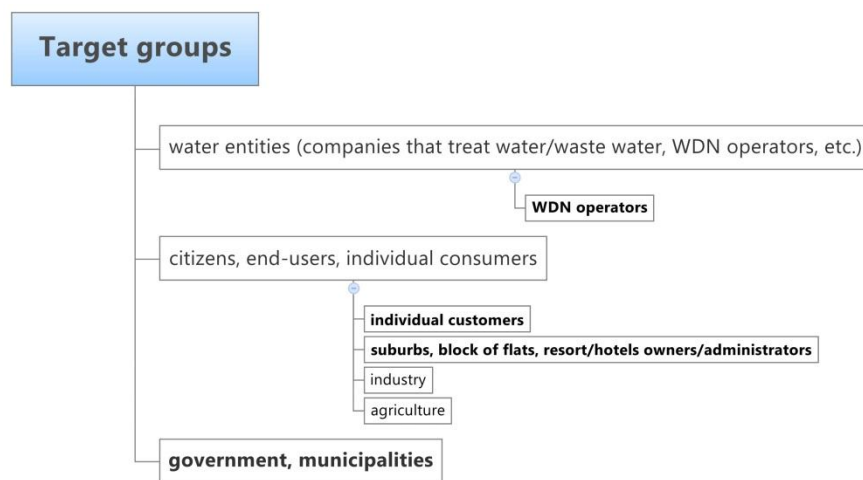 Target groups
water entities (companies that treat water/waste water, WDN operators, etc.)
WDN operators
citizens, end-users, individual consumers
individual customers
suburbs, block of flats, resort/hotels owners/administrators
industry
agriculture
government, municipalities